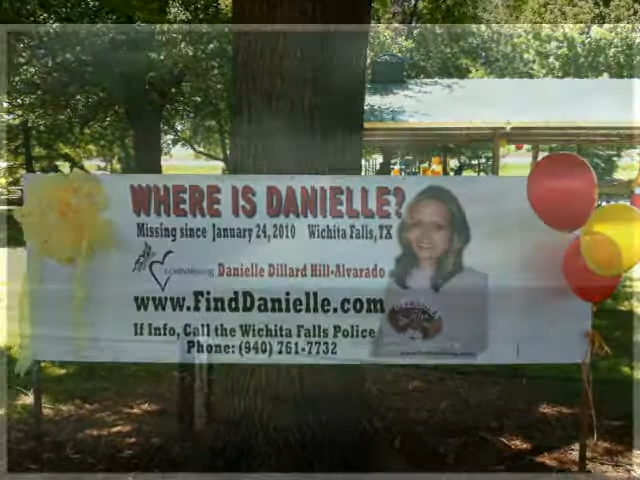 WHERE IS DANIELLE?
Missing since January 24, 2010 Wichita Falls, TX
Danielle Dillard Hill-Alvarado
www.FindDanielle.com
If Info, Call the Wichita Falls Police
Phone: (940) 761-7732